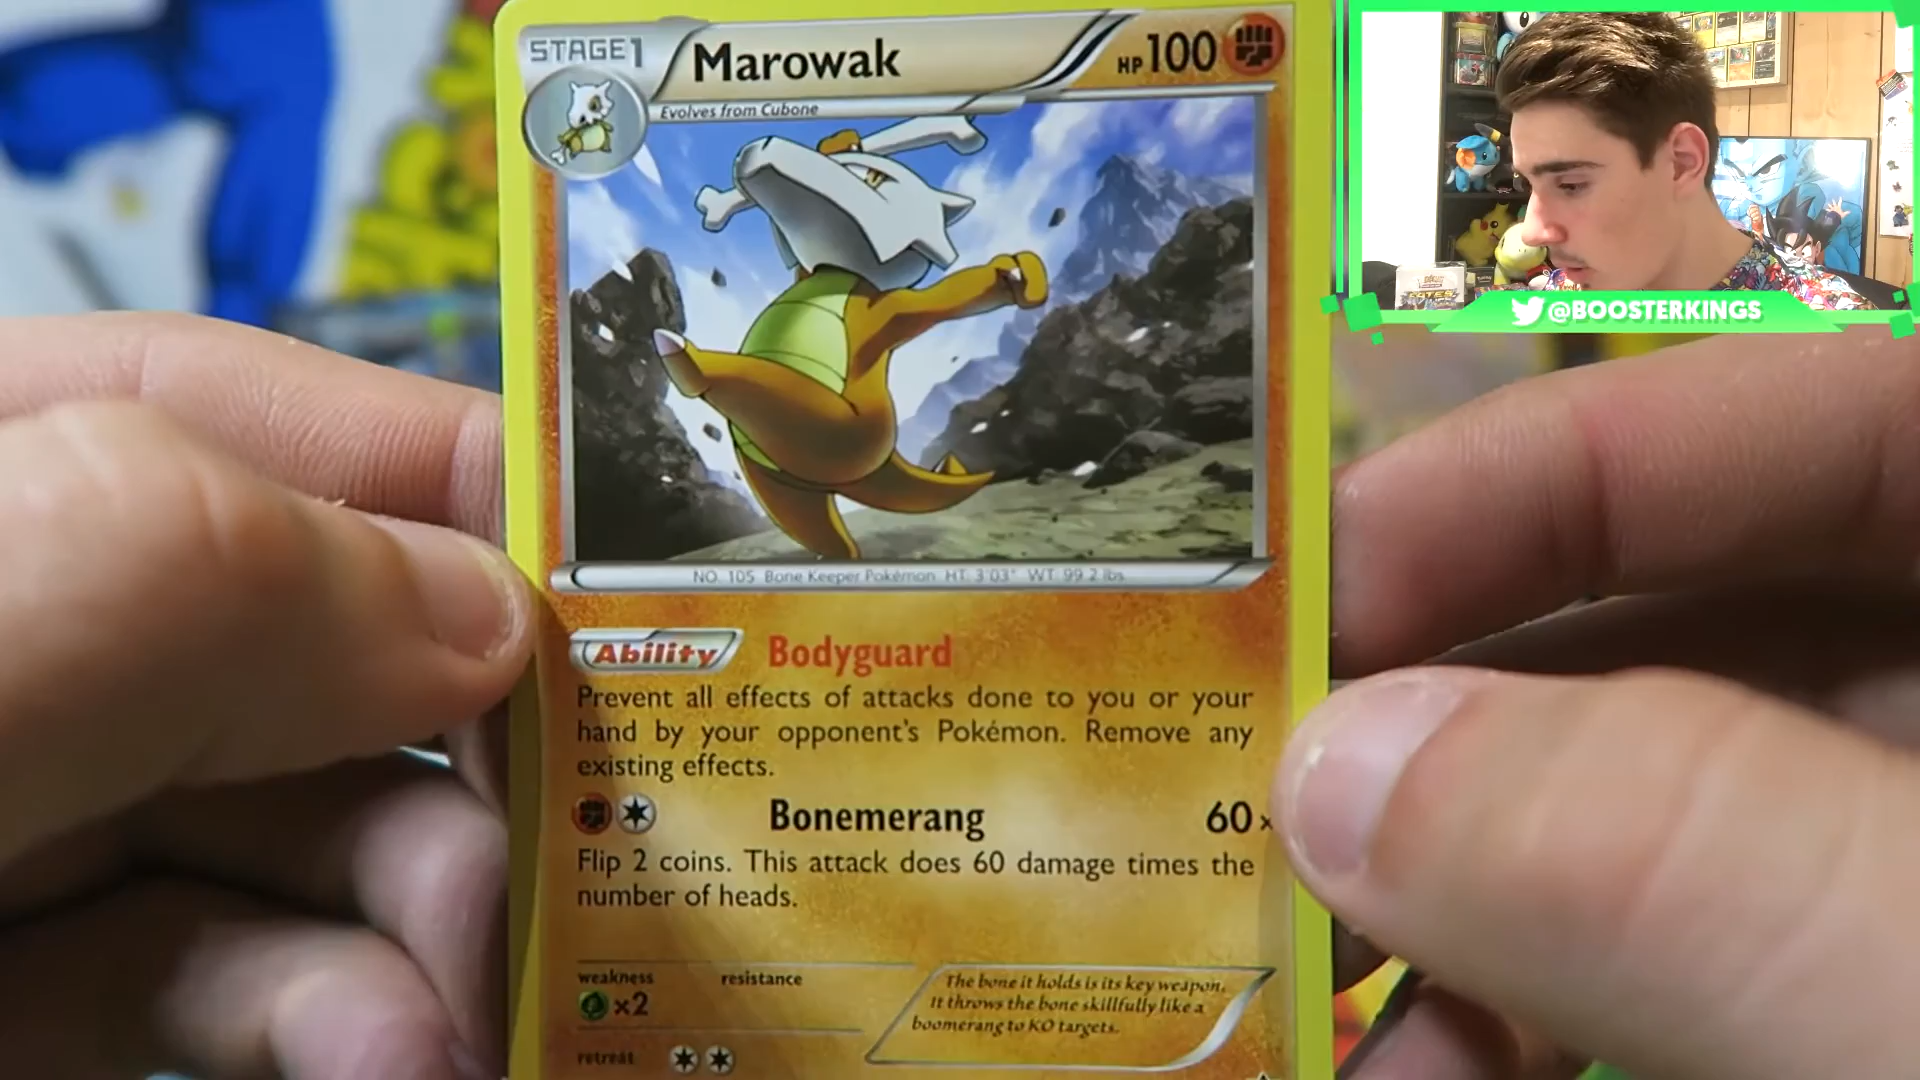 STAGE1
Marowak
HP 100
Evolves from Cubone
NO. 105 Bone Keeper Pokémon HT: 3'03" WT: 99.2 lbs
Ability Bodyguard
Prevent all effects of attacks done to you or your
hand by your opponent's Pokémon. Remove any
existing effects.
Bonemerang 60×
Flip 2 coins. This attack does 60 damage times the
number of heads.
weakness resistance
×2
The bone it holds is its key weapon.
It throws the bone skillfully like a
boomerang to KO targets.
retreat
@BOOSTERKINGS
FATES